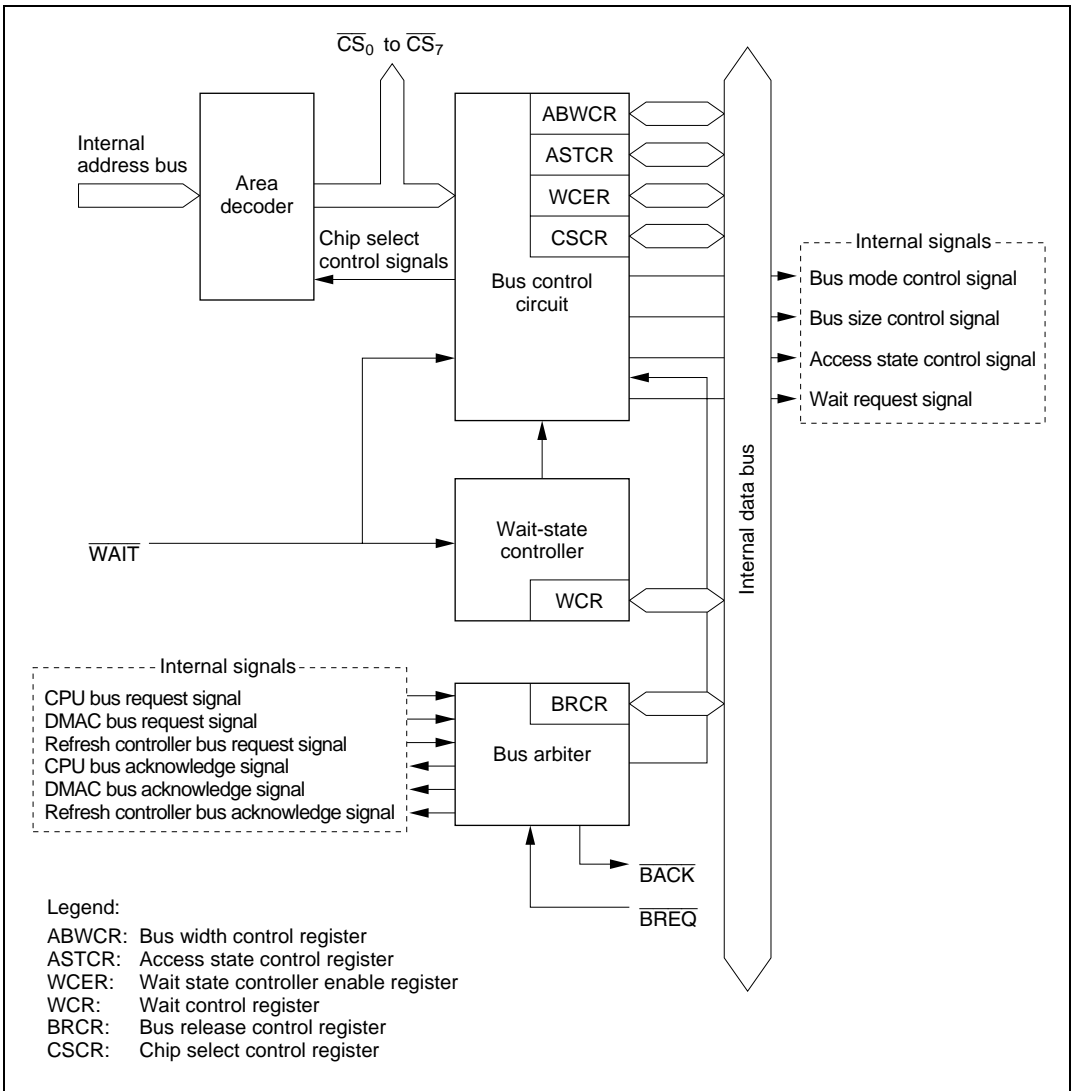 CS0 to CS7
Internal
address bus
Area
decoder
Chip select
control signals
ABWCR
ASTCR
WCER
CSCR
Bus control
circuit
Internal signals
Bus mode control signal
Bus size control signal
Access state control signal
Wait request signal
Internal data bus
WAIT
Wait-state
controller
WCR
Internal signals
CPU bus request signal
DMAC bus request signal
Refresh controller bus request signal
CPU bus acknowledge signal
DMAC bus acknowledge signal
Refresh controller bus acknowledge signal
BRCR
Bus arbiter
BACK
BREQ
Legend:
ABWCR: Bus width control register
ASTCR: Access state control register
WCER: Wait state controller enable register
WCR: Wait control register
BRCR: Bus release control register
CSCR: Chip select control register